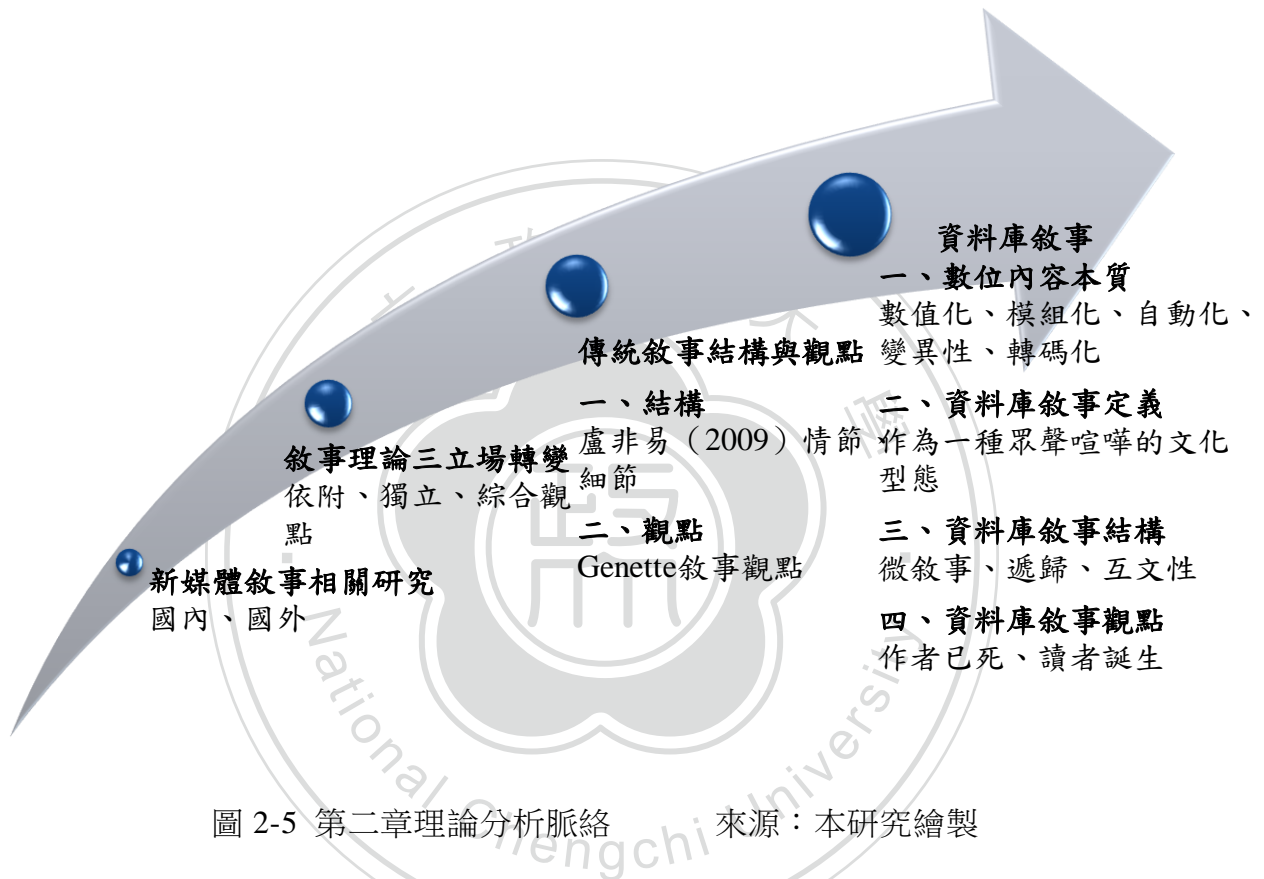 新媒體敘事相關研究
國內、國外
敘事理論三立場轉變
依附、獨立、綜合觀
點
傳統敘事結構與觀點
一、結構
盧非易（2009）情節
細節
二、觀點
Genette敘事觀點
資料庫敘事
一、數位內容本質
數值化、模組化、自動化、
變異性、轉碼化
二、資料庫敘事定義
作為一種眾聲喧嘩的文化
型態
三、資料庫敘事結構
微敘事、遞歸、互文性
四、資料庫敘事觀點
作者已死、讀者誕生
圖 2-5 第二章理論分析脈絡 來源：本研究繪製
National Chengchi University